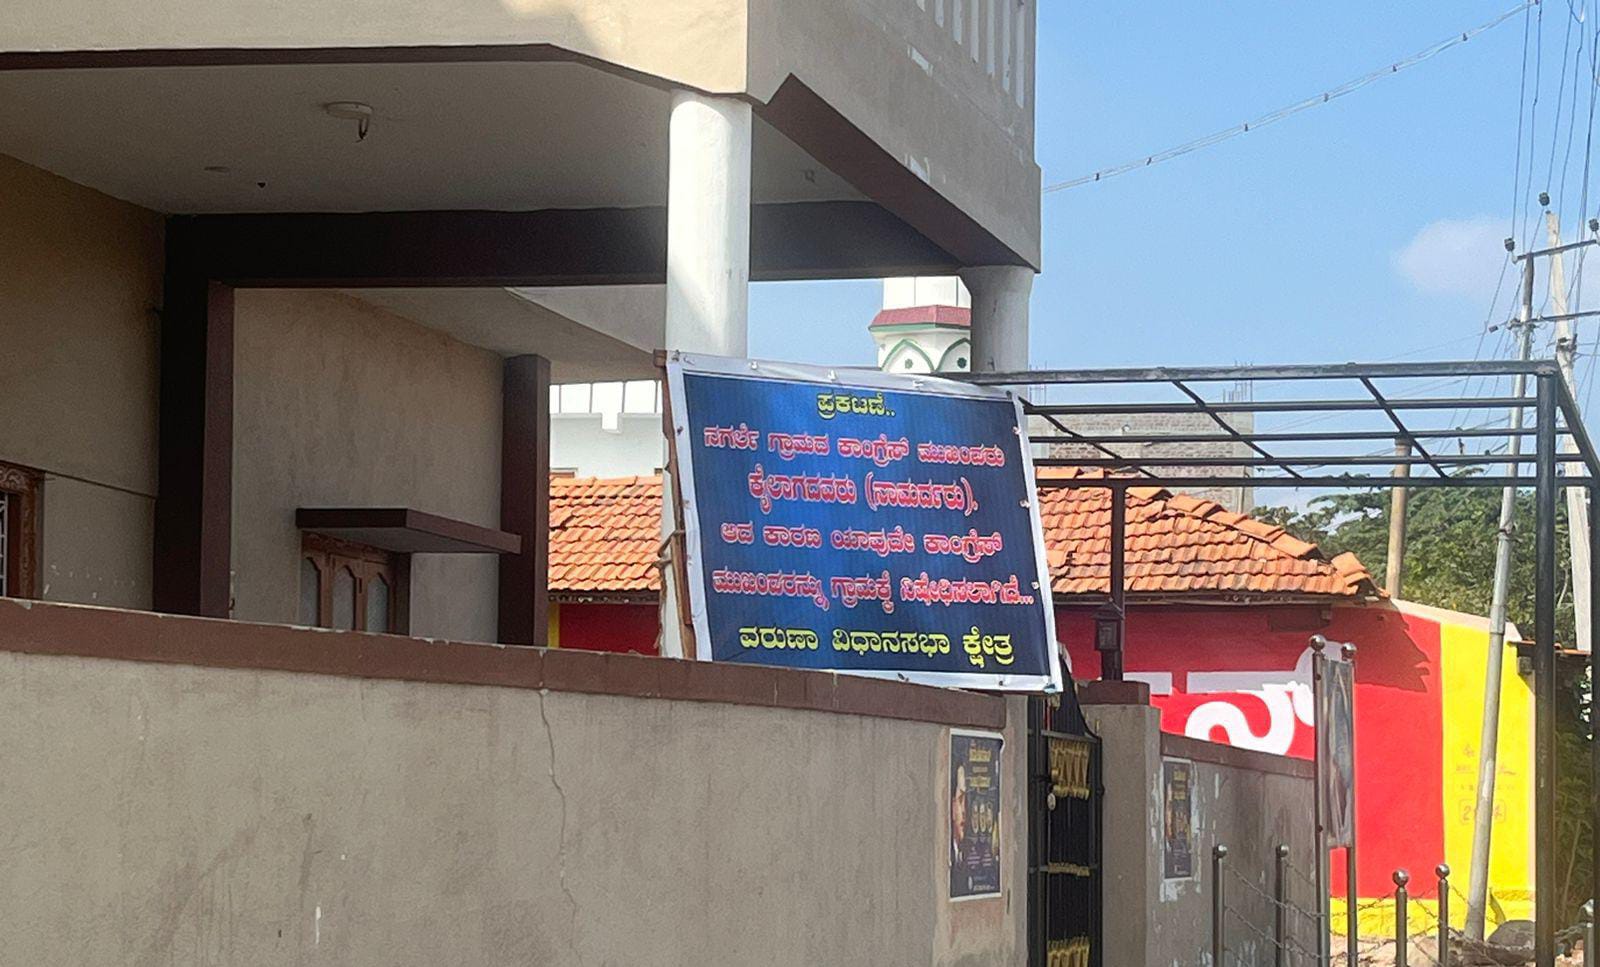 ಪ್ರಕಟಣೆ..
ನಗರ್ಲೆ ಗ್ರಾಮದ ಕಾಂಗ್ರೆಸ್ ಮುಖಂಡರು
ಕೈಲಾಗದವರು (ನಾಮರ್ದರು).
ಆದ ಕಾರಣ ಯಾವುದೇ ಕಾಂಗ್ರೆಸ್
ಮುಖಂಡರನ್ನು ಗ್ರಾಮಕ್ಕೆ ನಿಷೇಧಿಸಲಾಗಿದೆ...
ವರುಣಾ ವಿಧಾನಸಭಾ ಕ್ಷೇತ್ರ